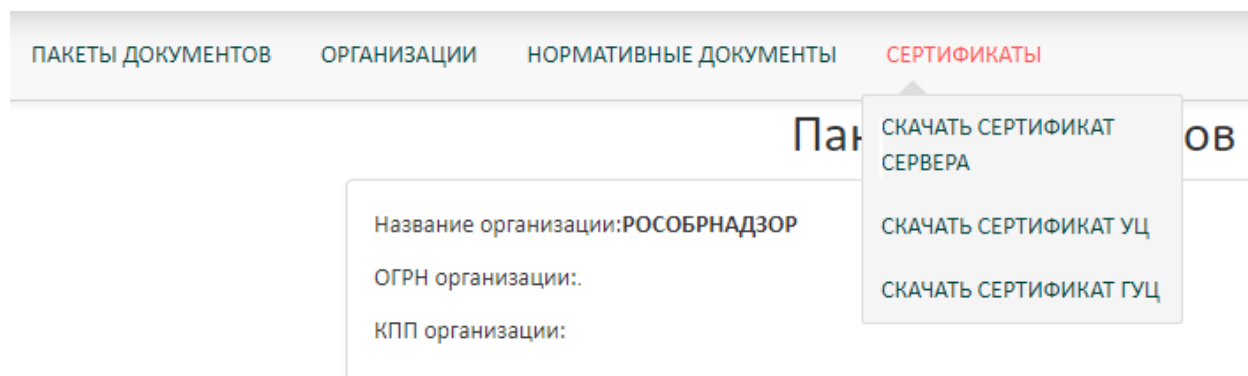 ПАКЕТЫ ДОКУМЕНТОВ ОРГАНИЗАЦИИ НОРМАТИВНЫЕ ДОКУМЕНТЫ СЕРТИФИКАТЫ
СКАЧАТЬ СЕРТИФИКАТ
СЕРВЕРА
СКАЧАТЬ СЕРТИФИКАТ УЦ
СКАЧАТЬ СЕРТИФИКАТ ГУЦ
Название организации:РОСОБРНАДЗОР
ОГРН организации:.
КПП организации: